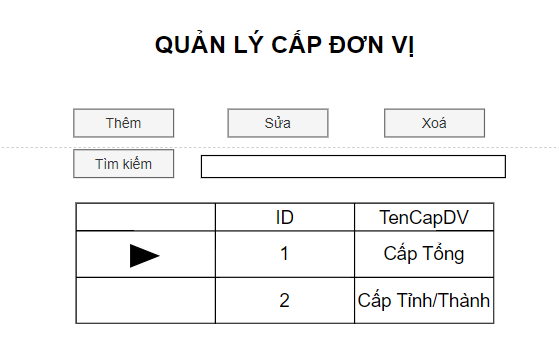 QUẢN LÝ CẤP ĐƠN VỊ
Thêm Sửa Xoá
Tìm kiếm
ID TenCapDV
1 Cấp Tổng
2 Cấp Tỉnh/Thành